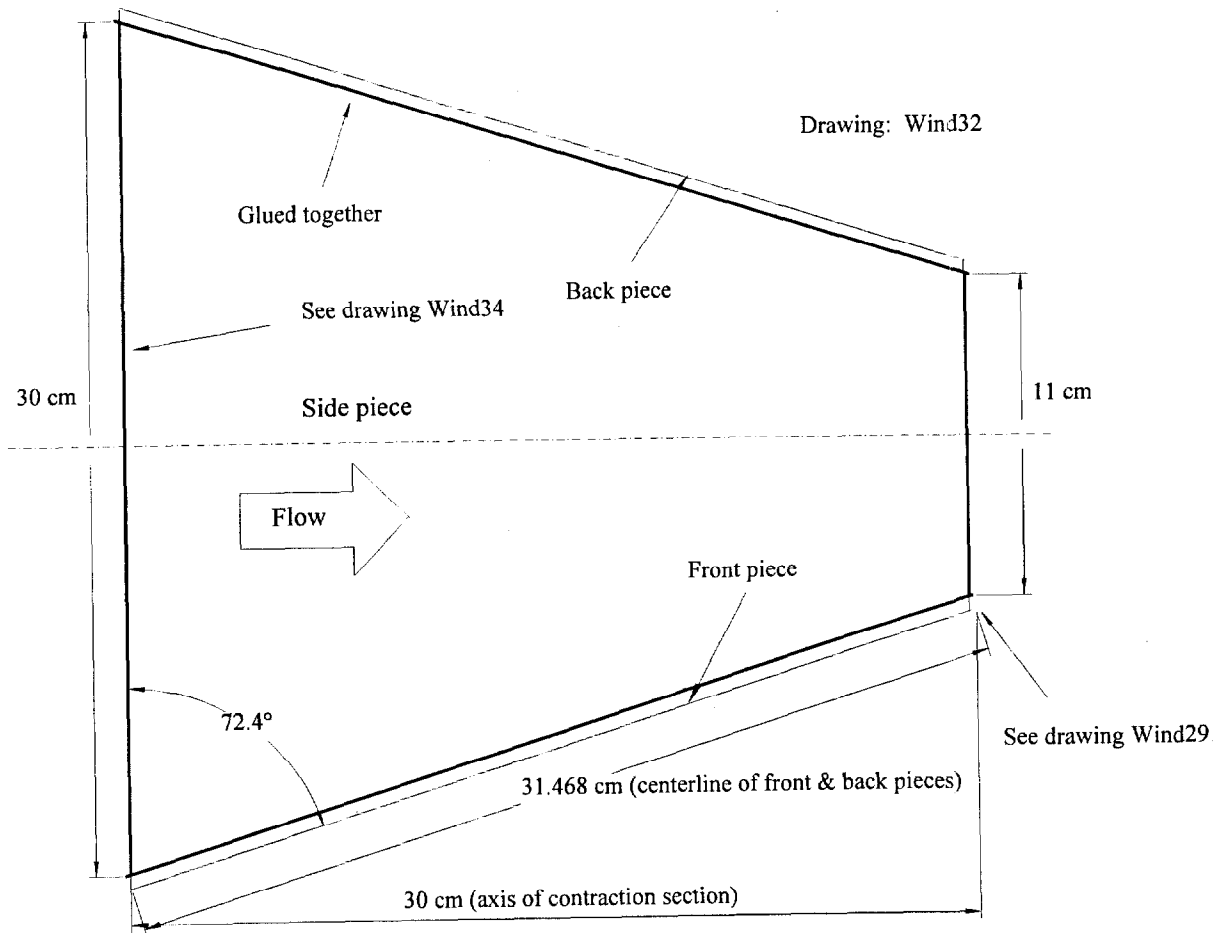 Drawing: Wind32
Glued together
Back piece
See drawing Wind34
30 cm
11 cm
Side piece
Flow
Front piece
72.4°
See drawing Wind29
31.468 cm (centerline of front & back pieces)
30 cm (axis of contraction section)